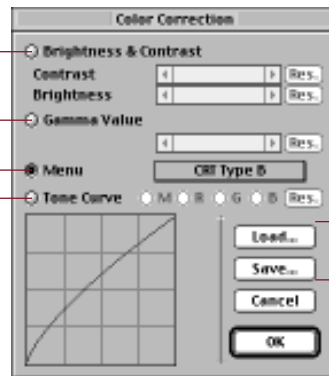 Color Correction
Brightness & Contrast
Contrast Res.
Brightness Res.
Gamma Value
Res.
Menu CRT Type B
Tone Curve M R G B Res.
Load...
Save...
Cancel
OK